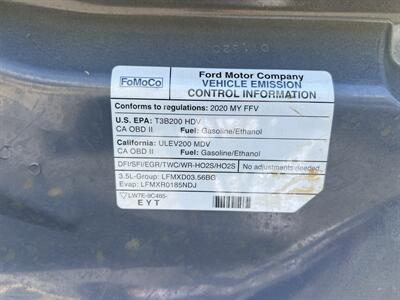 FoMoCo
Ford Motor Company
VEHICLE EMISSION
CONTROL INFORMATION
Conforms to regulations: 2020 MY FFV
U.S. EPA: T3B200 HDV
CA OBD II Fuel: Gasoline/Ethanol
California: ULEV200 MDV
CA OBD II Fuel: Gasoline/Ethanol
DFI/SFI/EGR/TWC/WR-HO2S/HO2S No adjustments needed.
3.5L-Group: LFMXD03.56BG
Evap: LFMXR0185NDJ
LW7E-9C485-
EYT